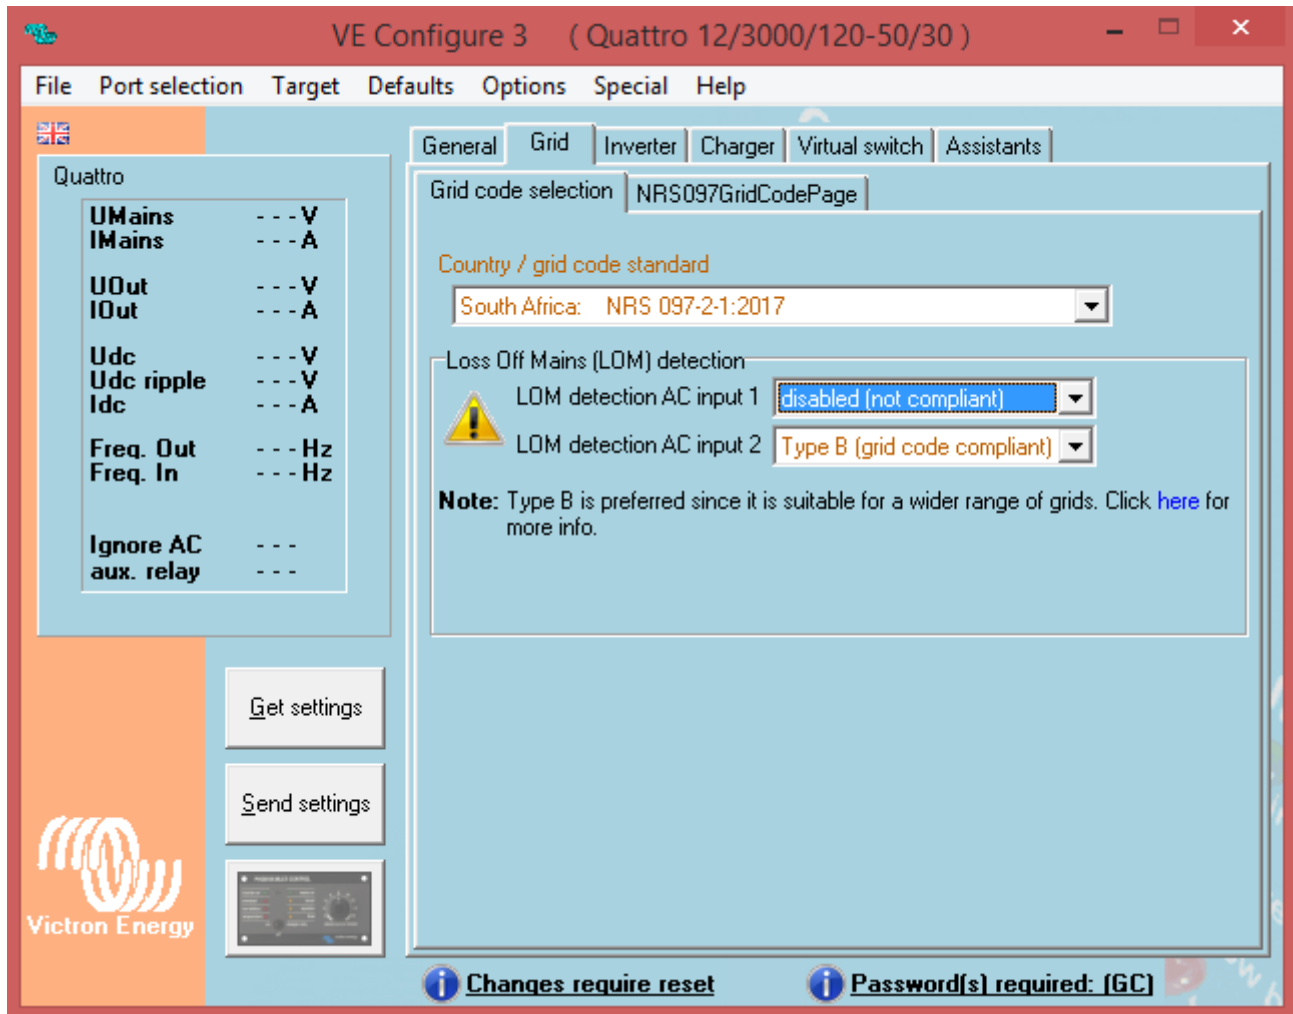 VE Configure 3 ( Quattro 12/3000/120-50/30 )
File Port selection Target Defaults Options Special Help
General Grid Inverter Charger Virtual switch Assistants
Grid code selection NRS097GridCodePage
Quattro
UMains - - - V
IMains - - - A
UOut - - - V
IOut - - - A
Udc - - - V
Udc ripple - - - V
Idc - - - A
Freq. Out - - - Hz
Freq. In - - - Hz
Ignore AC - - -
aux. relay - - -
Country / grid code standard
South Africa: NRS 097-2-1:2017
Loss Off Mains (LOM) detection
LOM detection AC input 1 disabled (not compliant)
LOM detection AC input 2 Type B (grid code compliant)
Note: Type B is preferred since it is suitable for a wider range of grids. Click here for
more info.
Get settings
Send settings
Victron Energy
Changes require reset Password(s) required: (GC)